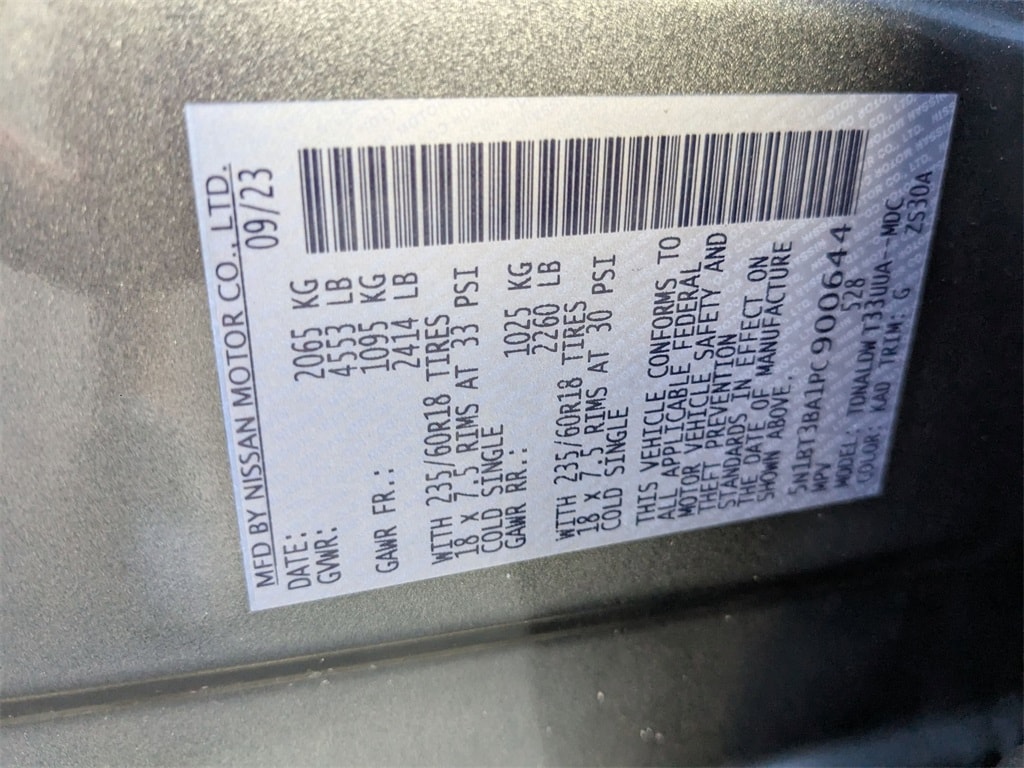 MFD BY NISSAN MOTOR CO., LTD.
DATE: 09/23
GVWR: 2065 KG
4553 LB
GAWR FR.: 1095 KG
2414 LB
WITH 235/60R18 TIRES
18 X 7.5 RIMS AT 33 PSI
COLD SINGLE
GAWR RR.: 1025 KG
2260 LB
WITH 235/60R18 TIRES
18 X 7.5 RIMS AT 30 PSI
COLD SINGLE
THIS VEHICLE CONFORMS TO
ALL APPLICABLE FEDERAL
MOTOR VEHICLE SAFETY AND
THEFT PREVENTION
STANDARDS IN EFFECT ON
THE DATE OF MANUFACTURE
SHOWN ABOVE.
5N1BT3BA1PC900644
MPV 528
MODEL: TDNALDW T33UUA--MDC
COLOR: KAD TRIM: G ZS30A